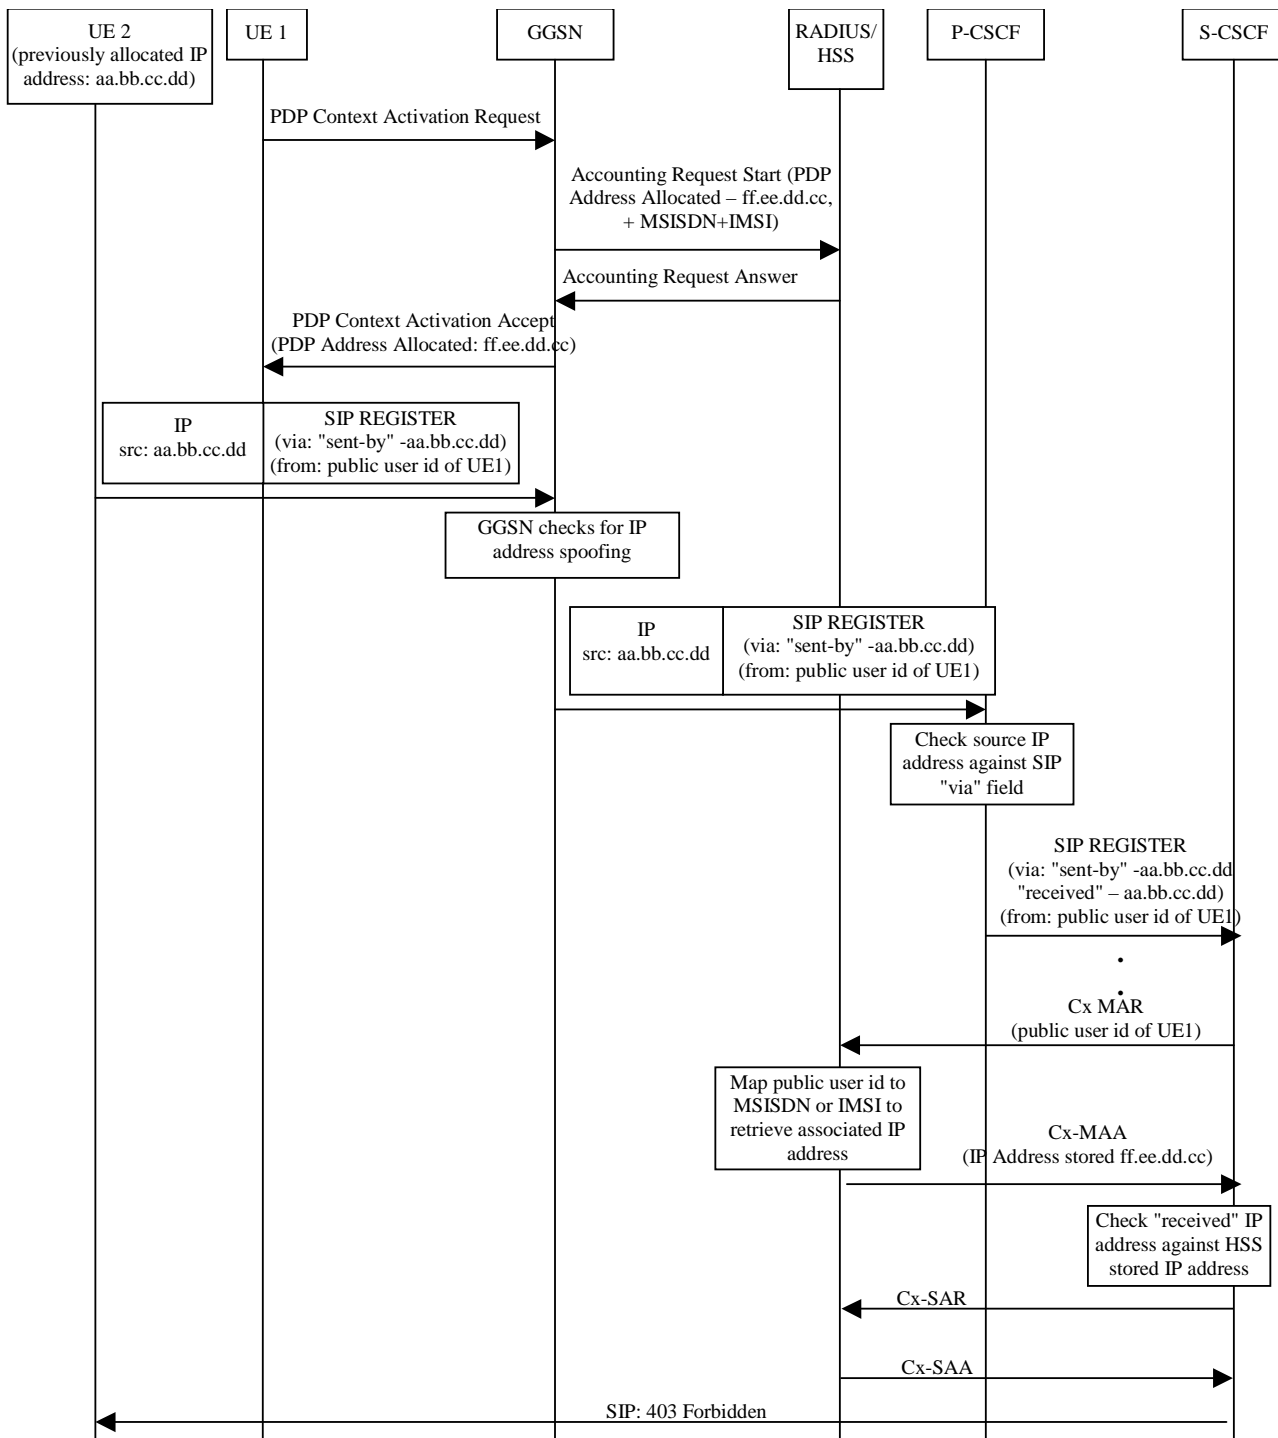 UE 2
(previously allocated IP
address: aa.bb.cc.dd)
UE 1
GGSN
RADIUS/
HSS
P-CSCF
S-CSCF
PDP Context Activation Request
Accounting Request Start (PDP
Address Allocated – ff.ee.dd.cc,
+ MSISDN+IMSI)
Accounting Request Answer
PDP Context Activation Accept
(PDP Address Allocated: ff.ee.dd.cc)
IP
src: aa.bb.cc.dd
SIP REGISTER
(via: "sent-by" -aa.bb.cc.dd)
(from: public user id of UE1)
GGSN checks for IP
address spoofing
IP
src: aa.bb.cc.dd
SIP REGISTER
(via: "sent-by" -aa.bb.cc.dd)
(from: public user id of UE1)
Check source IP
address against SIP
"via" field
SIP REGISTER
(via: "sent-by" -aa.bb.cc.dd
"received" – aa.bb.cc.dd)
(from: public user id of UE1)
.
.
Cx MAR
(public user id of UE1)
Map public user id to
MSISDN or IMSI to
retrieve associated IP
address
Cx-MAA
(IP Address stored ff.ee.dd.cc)
Check "received" IP
address against HSS
stored IP address
Cx-SAR
Cx-SAA
SIP: 403 Forbidden